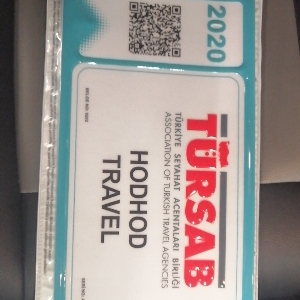 2020
TÜRSAB
TÜRKİYE SEYAHAT ACENTALARI BİRLİĞİ
ASSOCIATION OF TURKISH TRAVEL AGENCIES
HODHOD
TRAVEL